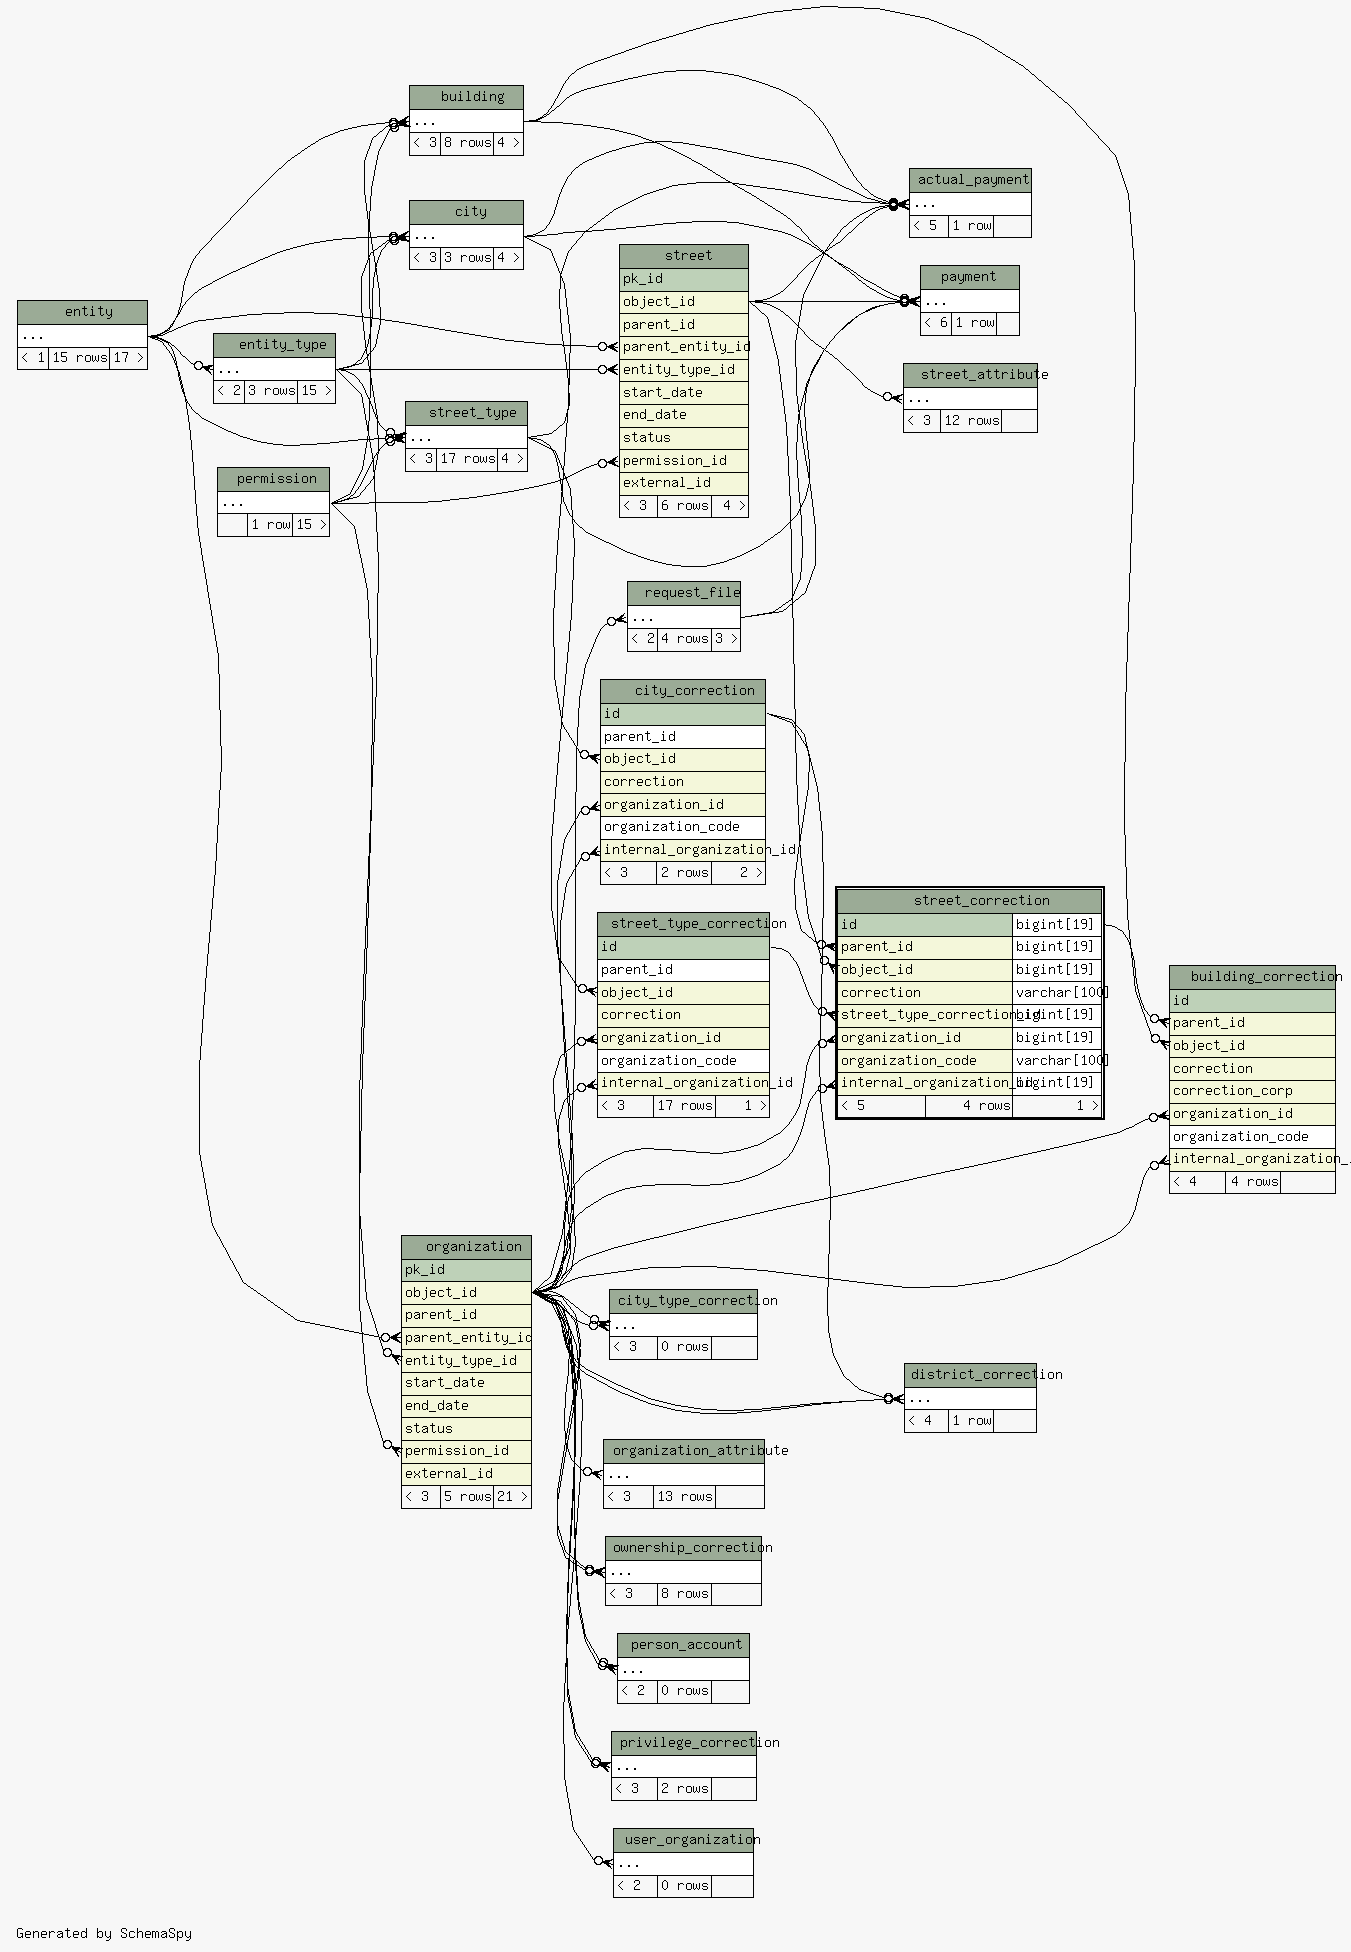 building
...
< 3 8 rows 4 >
city
...
< 3 3 rows 4 >
actual_payment
...
< 5 1 row
street
pk_id
object_id
parent_id
parent_entity_id
entity_type_id
start_date
end_date
status
permission_id
external_id
< 3 6 rows 4 >
payment
...
< 6 1 row
entity
...
< 1 15 rows 17 >
entity_type
...
< 2 3 rows 15 >
street_attribute
...
< 3 12 rows
street_type
...
< 3 17 rows 4 >
permission
...
1 row 15 >
request_file
...
< 2 4 rows 3 >
city_correction
id
parent_id
object_id
correction
organization_id
organization_code
internal_organization_id
< 3 2 rows 2 >
street_type_correction
id
parent_id
object_id
correction
organization_id
organization_code
internal_organization_id
< 3 17 rows 1 >
street_correction
id bigint[19]
parent_id bigint[19]
object_id bigint[19]
correction varchar[100]
street_type_correction_id bigint[19]
organization_id bigint[19]
organization_code varchar[100]
internal_organization_id bigint[19]
< 5 4 rows 1 >
building_correction
id
parent_id
object_id
correction
correction_corp
organization_id
organization_code
internal_organization_
< 4 4 rows
organization
pk_id
object_id
parent_id
parent_entity_id
entity_type_id
start_date
end_date
status
permission_id
external_id
< 3 5 rows 21 >
city_type_correction
...
< 3 0 rows
district_correction
...
< 4 1 row
organization_attribute
...
< 3 13 rows
ownership_correction
...
< 3 8 rows
person_account
...
< 2 0 rows
privilege_correction
...
< 3 2 rows
user_organization
...
< 2 0 rows
Generated by SchemaSpy